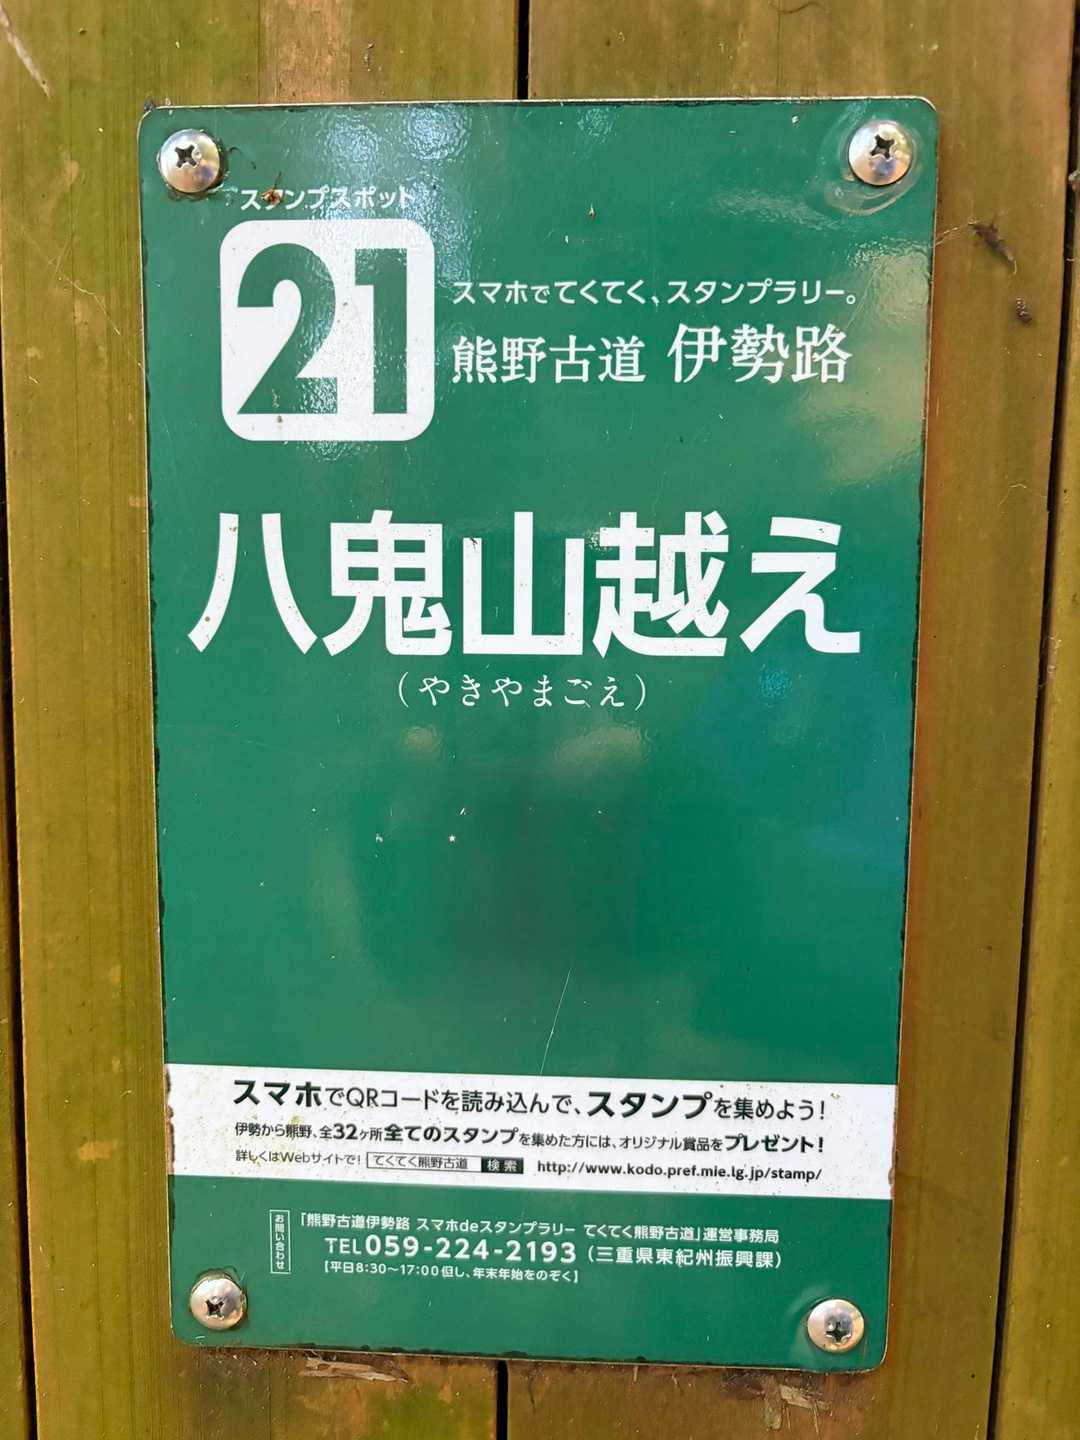 スタンプスポット
21
スマホでてくてく、スタンプラリー。
熊野古道 伊勢路
八鬼山越え
(やきやまごえ)
スマホでQRコードを読み込んで、スタンプを集めよう!
伊勢から熊野、全32ヶ所全てのスタンプを集めた方には、オリジナル賞品をプレゼント!
詳しくはWebサイトで! てくてく熊野古道 検索 http://www.kodo.pref.mie.lg.jp/stamp/
お問い合わせ
「熊野古道伊勢路 スマホdeスタンプラリー てくてく熊野古道」運営事務局
TEL059-224-2193(三重県東紀州振興課)
【平日8:30〜17:00但し、年末年始をのぞく】